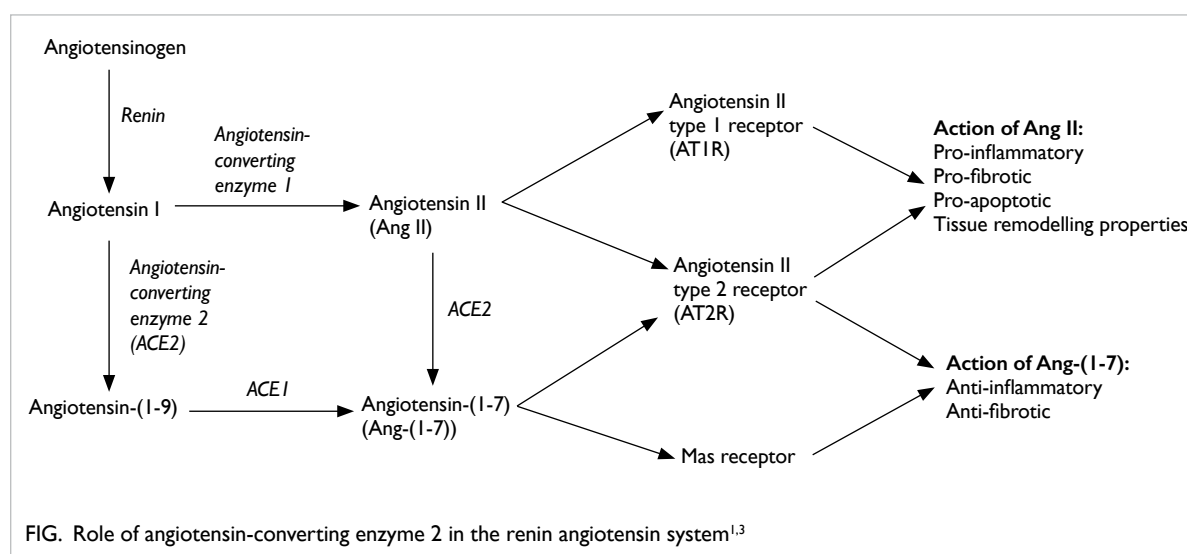 Angiotensinogen
Renin
Angiotensin-
converting
enzyme 1
Angiotensin I
Angiotensin II
(Ang II)
Angiotensin II
type 1 receptor
(AT1R)
Action of Ang II:
Pro-inflammatory
Pro-fibrotic
Pro-apoptotic
Tissue remodelling properties
Angiotensin-
converting
enzyme 2
(ACE2)
ACE2
Angiotensin II
type 2 receptor
(AT2R)
Angiotensin-(1-9)
ACE1
Angiotensin-(1-7)
(Ang-(1-7))
Mas receptor
Action of Ang-(1-7):
Anti-inflammatory
Anti-fibrotic
FIG. Role of angiotensin-converting enzyme 2 in the renin angiotensin system1,3